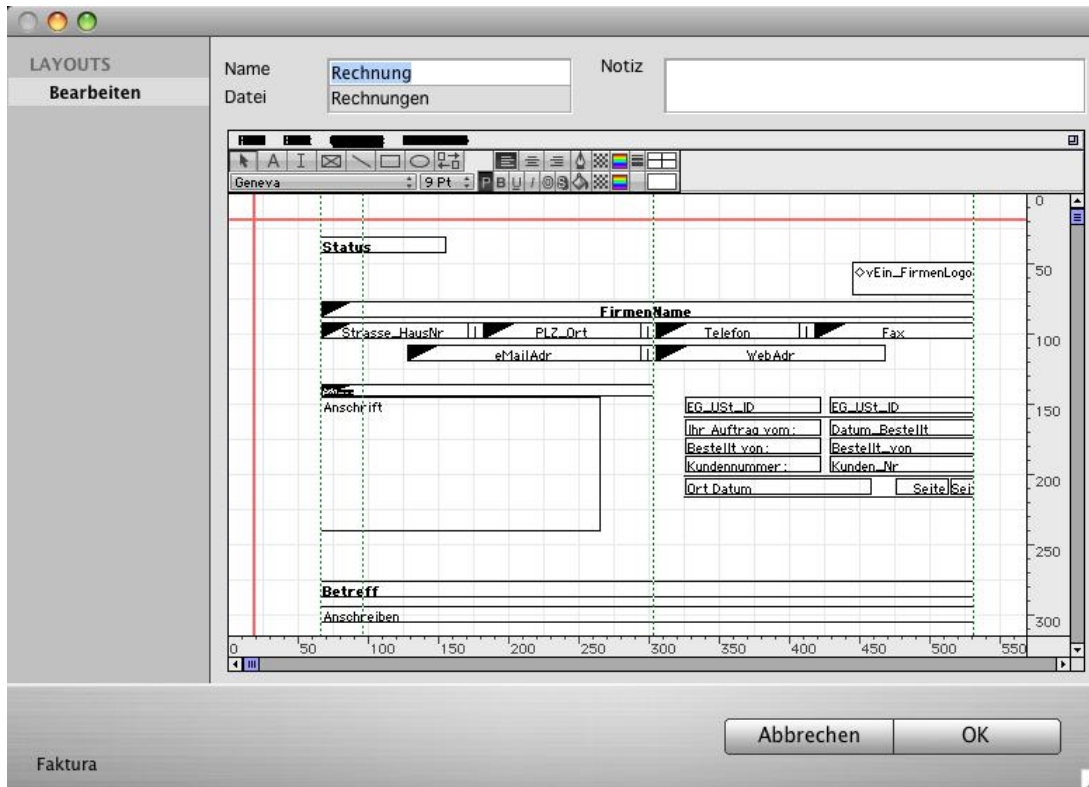 LAYOUTS
Bearbeiten
Name Rechnung Notiz
Datei Rechnungen
A I
Geneva 9 Pt P B U I O S
0
Status
◇vEin_FirmenLogo 50
FirmenName
Strasse_HausNr | PLZ_Ort | Telefon | Fax
100
eMailAdr | WebAdr
Anschrift EG_USt_ID EG_USt_ID 150
Ihr Auftrag vom: Datum_Bestellt
Bestellt von: Bestellt_von
Kundennummer: Kunden_Nr
Ort Datum Seite Sei 200
250
Betreff
Anschreiben 300
0 50 100 150 200 250 300 350 400 450 500 550
Abbrechen OK
Faktura